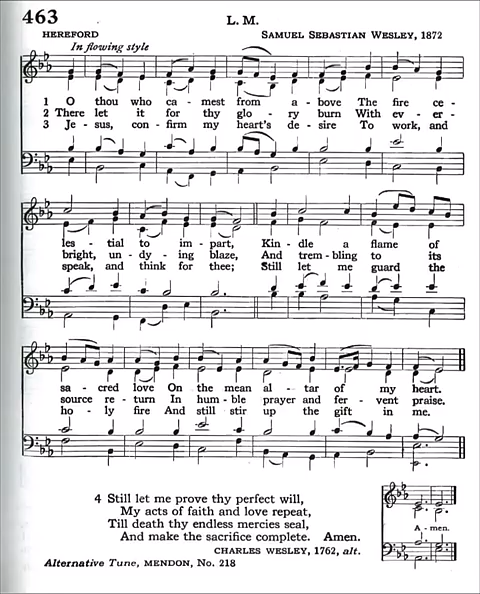 463
L. M.
HEREFORD
SAMUEL SEBASTIAN WESLEY, 1872
In flowing style
1 O thou who ca - mest from a - bove The fire ce -
2 There let it for thy glo - ry burn With ev - er -
3 Je - sus, con - firm my heart's de - sire To work, and
les - tial to im - part, Kin - dle a flame of
bright, un - dy - ing blaze, And trem - bling to its
speak, and think for thee; Still let me guard the
sa - cred love On the mean al - tar of my heart.
source re - turn In hum - ble prayer and fer - vent praise.
ho - ly fire And still stir up the gift in me.
4 Still let me prove thy perfect will,
My acts of faith and love repeat,
Till death thy endless mercies seal,
And make the sacrifice complete. Amen.
CHARLES WESLEY, 1762, alt.
Alternative Tune, MENDON, No. 218
A - men.